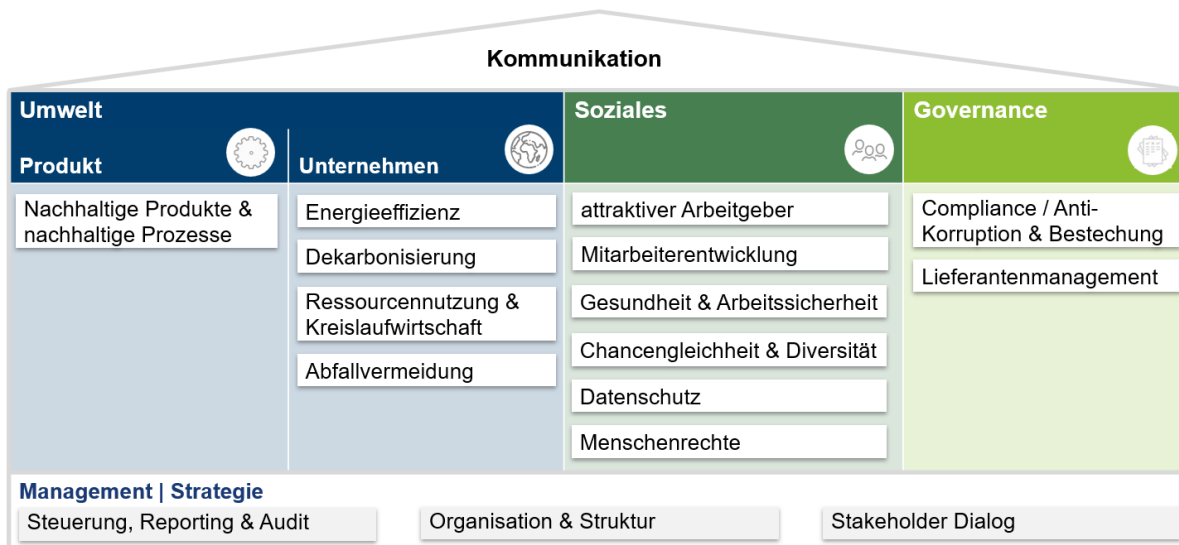 Kommunikation
Umwelt
Produkt
Nachhaltige Produkte &
nachhaltige Prozesse
Unternehmen
Energieeffizienz
Dekarbonisierung
Ressourcennutzung &
Kreislaufwirtschaft
Abfallvermeidung
Soziales
attraktiver Arbeitgeber
Mitarbeiterentwicklung
Gesundheit & Arbeitssicherheit
Chancengleichheit & Diversität
Datenschutz
Menschenrechte
Governance
Compliance / Anti-
Korruption & Bestechung
Lieferantenmanagement
Management | Strategie
Steuerung, Reporting & Audit
Organisation & Struktur
Stakeholder Dialog